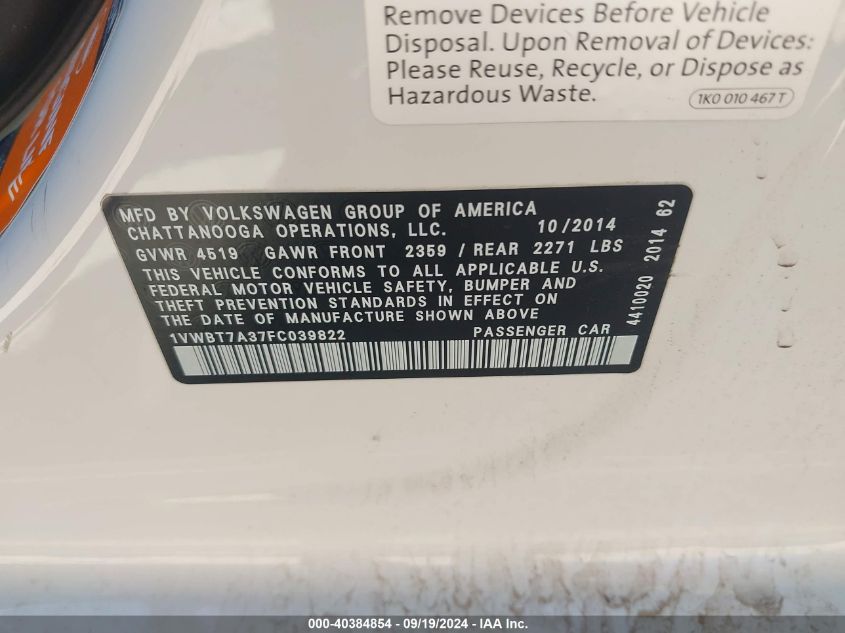 Remove Devices Before Vehicle
Disposal. Upon Removal of Devices:
Please Reuse, Recycle, or Dispose as
Hazardous Waste.
1K0 010 467 T
MFD BY VOLKSWAGEN GROUP OF AMERICA
CHATTANOOGA OPERATIONS, LLC. 10/2014
GVWR 4519 GAWR FRONT 2359 / REAR 2271 LBS
THIS VEHICLE CONFORMS TO ALL APPLICABLE U.S.
FEDERAL MOTOR VEHICLE SAFETY, BUMPER AND
THEFT PREVENTION STANDARDS IN EFFECT ON
THE DATE OF MANUFACTURE SHOWN ABOVE
1VWBT7A37FC039822 PASSENGER CAR
4410020 2014 62
000-40384854 - 09/19/2024 - IAA Inc.